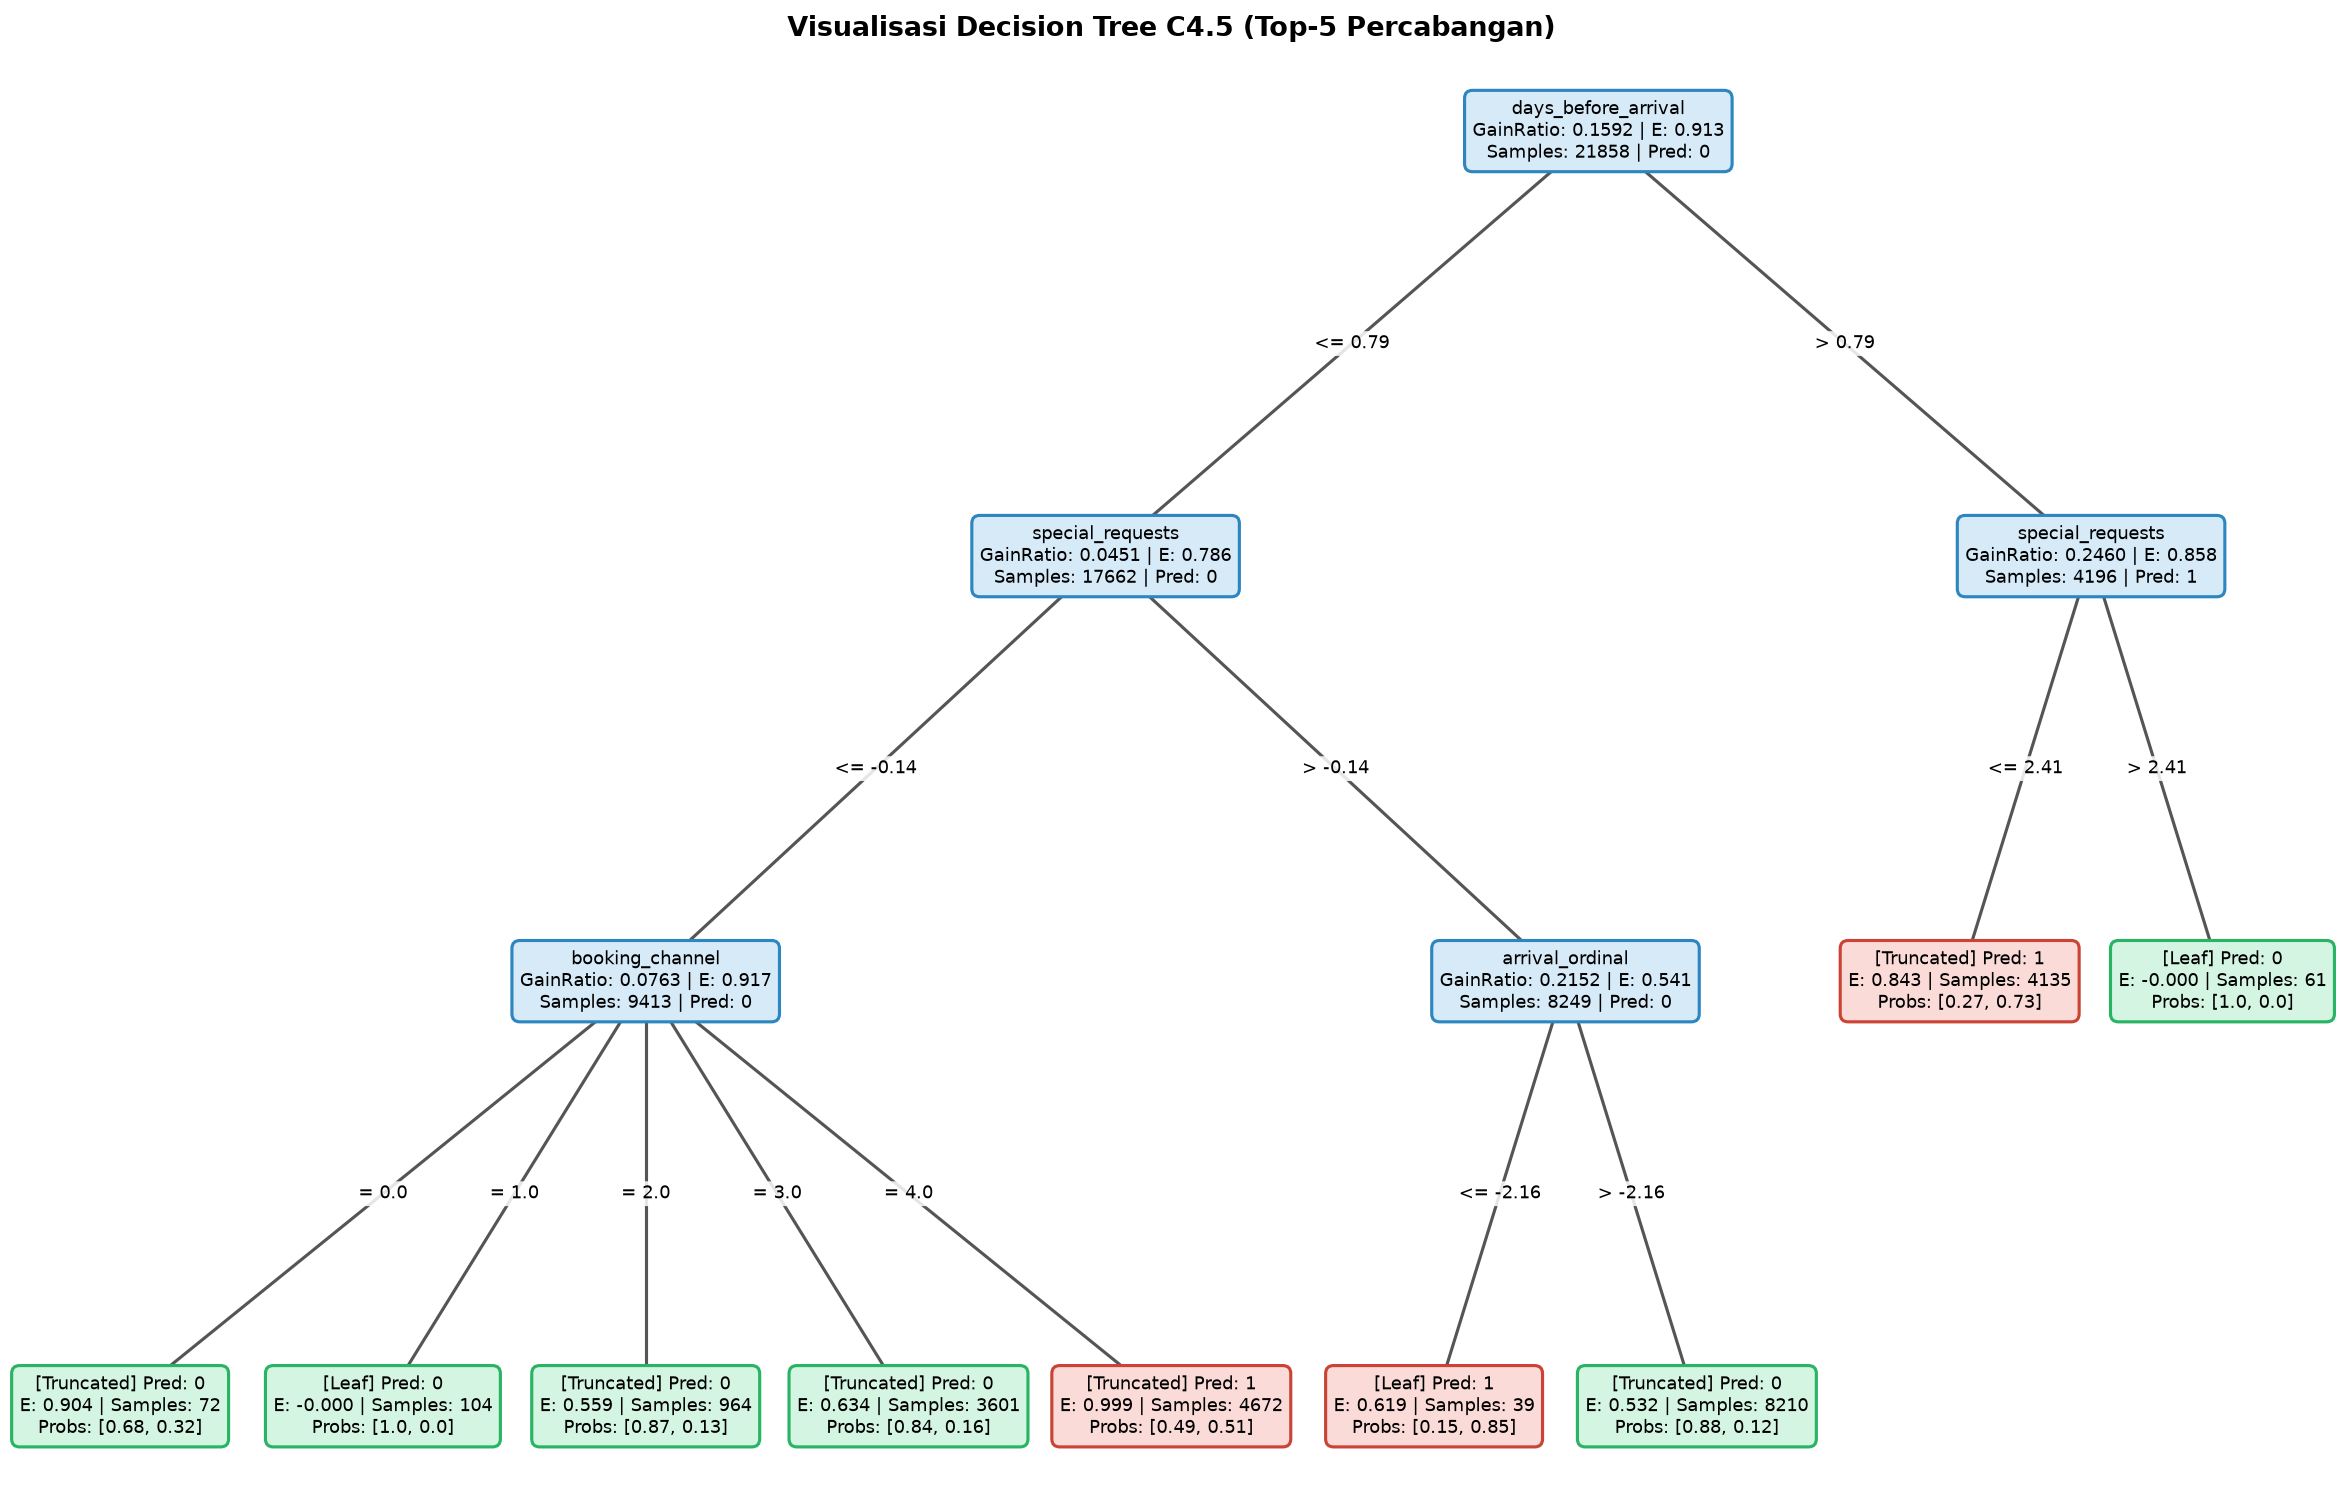 Visualisasi Decision Tree C4.5 (Top-5 Percabangan)
days_before_arrival
GainRatio: 0.1592 | E: 0.913
Samples: 21858 | Pred: 0
<= 0.79
> 0.79
special_requests
GainRatio: 0.0451 | E: 0.786
Samples: 17662 | Pred: 0
special_requests
GainRatio: 0.2460 | E: 0.858
Samples: 4196 | Pred: 1
<= -0.14
> -0.14
<= 2.41
> 2.41
booking_channel
GainRatio: 0.0763 | E: 0.917
Samples: 9413 | Pred: 0
arrival_ordinal
GainRatio: 0.2152 | E: 0.541
Samples: 8249 | Pred: 0
[Truncated] Pred: 1
E: 0.843 | Samples: 4135
Probs: [0.27, 0.73]
[Leaf] Pred: 0
E: -0.000 | Samples: 61
Probs: [1.0, 0.0]
= 0.0
= 1.0
= 2.0
= 3.0
= 4.0
<= -2.16
> -2.16
[Truncated] Pred: 0
E: 0.904 | Samples: 72
Probs: [0.68, 0.32]
[Leaf] Pred: 0
E: -0.000 | Samples: 104
Probs: [1.0, 0.0]
[Truncated] Pred: 0
E: 0.559 | Samples: 964
Probs: [0.87, 0.13]
[Truncated] Pred: 0
E: 0.634 | Samples: 3601
Probs: [0.84, 0.16]
[Truncated] Pred: 1
E: 0.999 | Samples: 4672
Probs: [0.49, 0.51]
[Leaf] Pred: 1
E: 0.619 | Samples: 39
Probs: [0.15, 0.85]
[Truncated] Pred: 0
E: 0.532 | Samples: 8210
Probs: [0.88, 0.12]